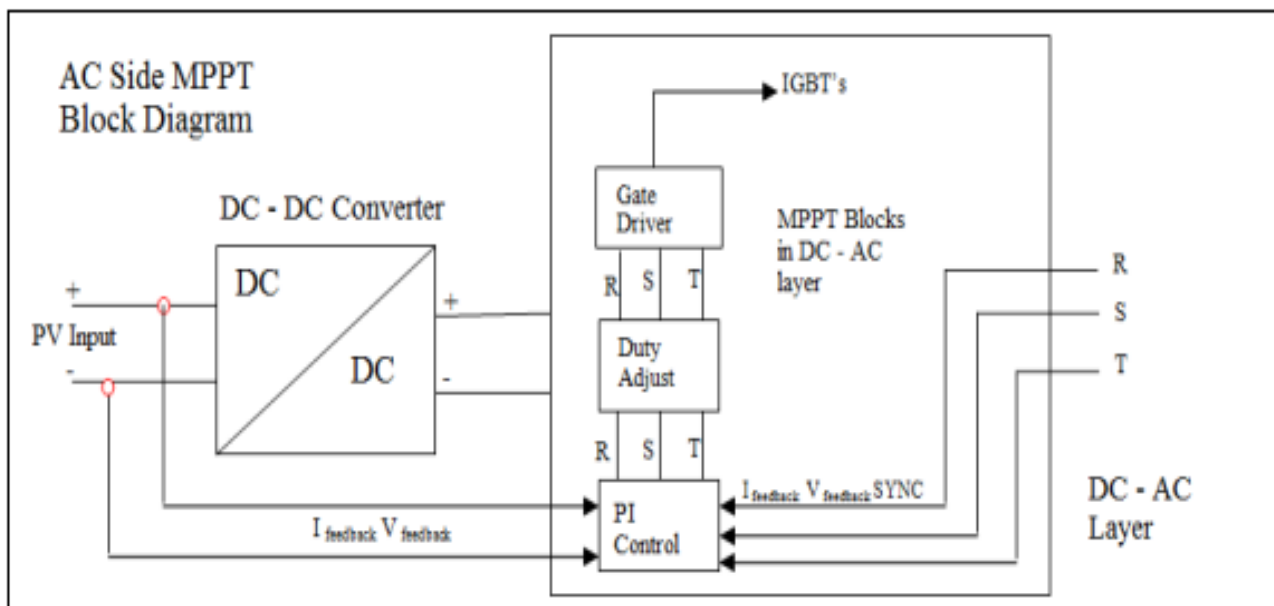 AC Side MPPT
Block Diagram
IGBT's
DC - DC Converter
Gate
Driver
MPPT Blocks
in DC - AC
layer
DC
DC
+
-
+
-
PV Input
R S T
Duty
Adjust
R S T
R
S
T
PI
Control
I feedback V feedback
I feedback V feedback SYNC
DC - AC
Layer